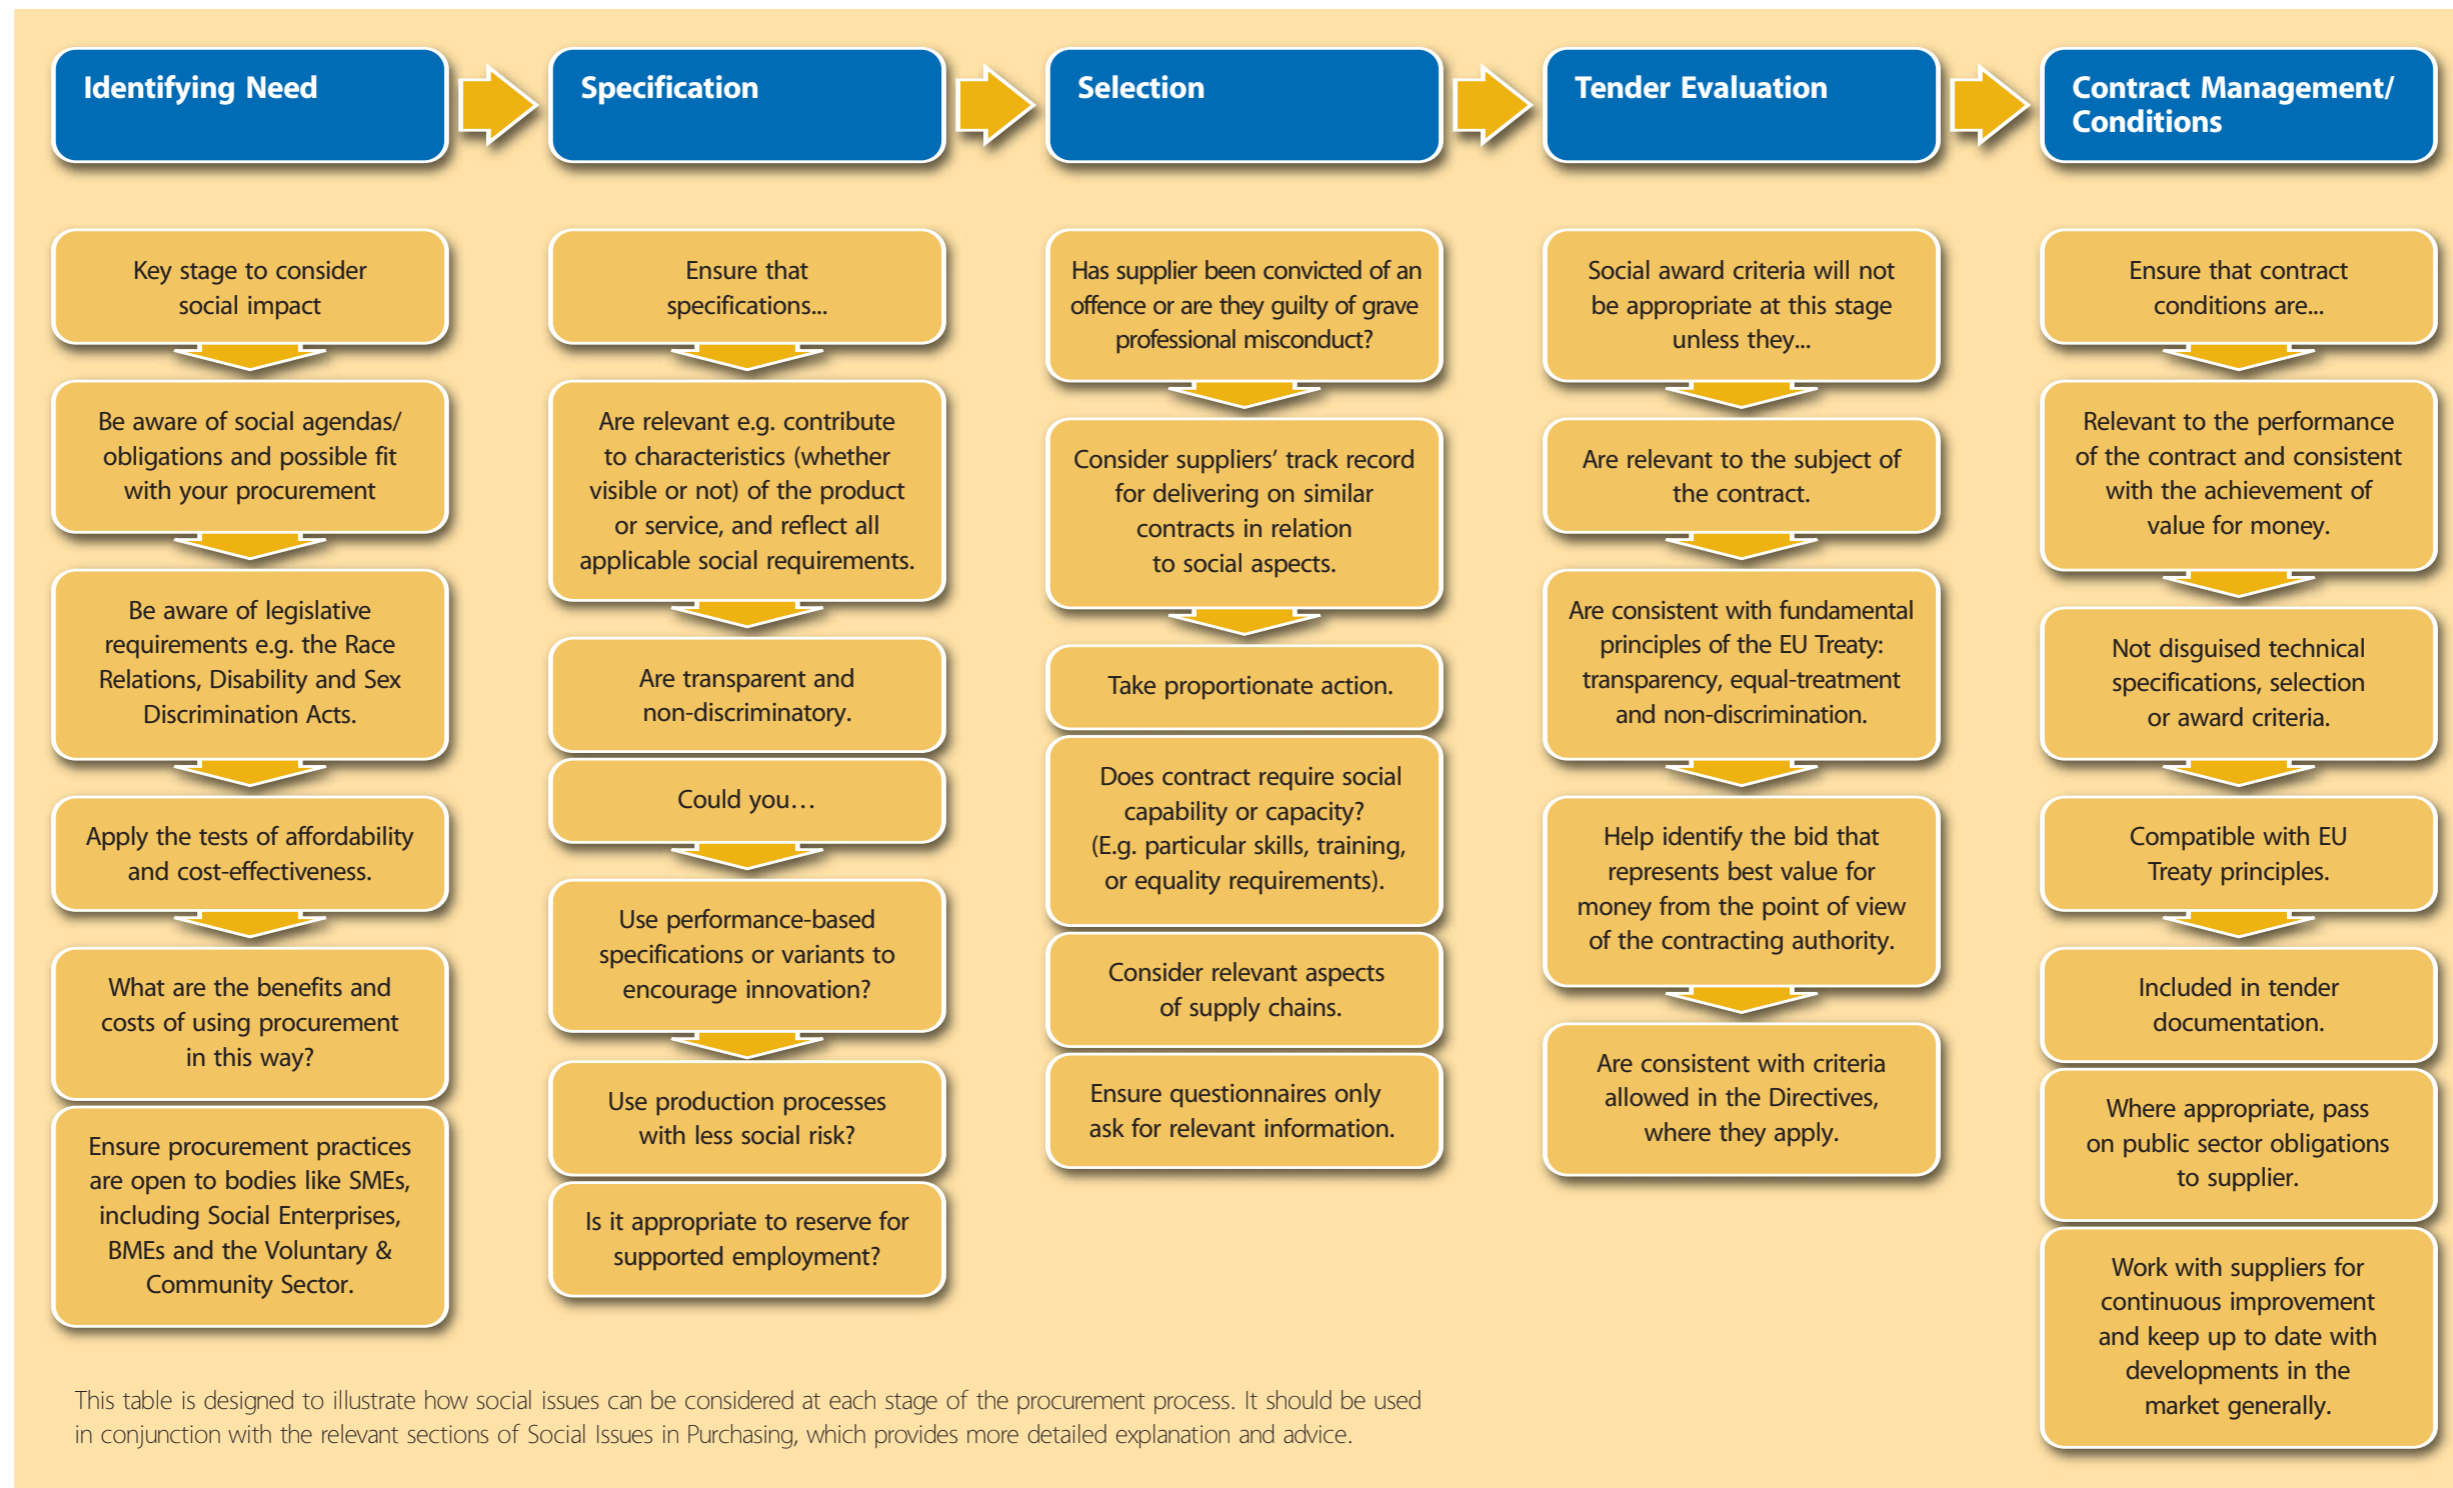 Identifying Need
Specification
Selection
Tender Evaluation
Contract Management/
Conditions
Key stage to consider
social impact
Be aware of social agendas/
obligations and possible fit
with your procurement
Be aware of legislative
requirements e.g. the Race
Relations, Disability and Sex
Discrimination Acts.
Apply the tests of affordability
and cost-effectiveness.
What are the benefits and
costs of using procurement
in this way?
Ensure procurement practices
are open to bodies like SMEs,
including Social Enterprises,
BMEs and the Voluntary &
Community Sector.
Ensure that
specifications...
Are relevant e.g. contribute
to characteristics (whether
visible or not) of the product
or service, and reflect all
applicable social requirements.
Are transparent and
non-discriminatory.
Could you…
Use performance-based
specifications or variants to
encourage innovation?
Use production processes
with less social risk?
Is it appropriate to reserve for
supported employment?
Has supplier been convicted of an
offence or are they guilty of grave
professional misconduct?
Consider suppliers’ track record
for delivering on similar
contracts in relation
to social aspects.
Take proportionate action.
Does contract require social
capability or capacity?
(E.g. particular skills, training,
or equality requirements).
Consider relevant aspects
of supply chains.
Ensure questionnaires only
ask for relevant information.
Social award criteria will not
be appropriate at this stage
unless they...
Are relevant to the subject of
the contract.
Are consistent with fundamental
principles of the EU Treaty:
transparency, equal-treatment
and non-discrimination.
Help identify the bid that
represents best value for
money from the point of view
of the contracting authority.
Are consistent with criteria
allowed in the Directives,
where they apply.
Ensure that contract
conditions are...
Relevant to the performance
of the contract and consistent
with the achievement of
value for money.
Not disguised technical
specifications, selection
or award criteria.
Compatible with EU
Treaty principles.
Included in tender
documentation.
Where appropriate, pass
on public sector obligations
to supplier.
Work with suppliers for
continuous improvement
and keep up to date with
developments in the
market generally.
This table is designed to illustrate how social issues can be considered at each stage of the procurement process. It should be used
in conjunction with the relevant sections of Social Issues in Purchasing, which provides more detailed explanation and advice.